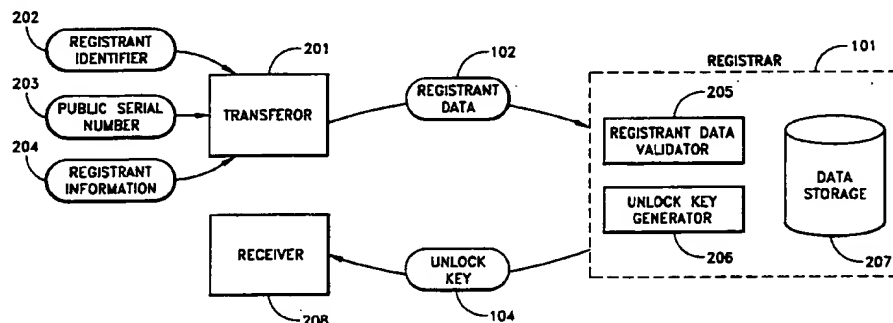 202
REGISTRANT
IDENTIFIER
203
PUBLIC SERIAL
NUMBER
204
REGISTRANT
INFORMATION
201
TRANSFEROR
102
REGISTRANT
DATA
REGISTRAR
101
205
REGISTRANT DATA
VALIDATOR
UNLOCK KEY
GENERATOR
206
DATA
STORAGE
207
RECEIVER
208
UNLOCK
KEY
104